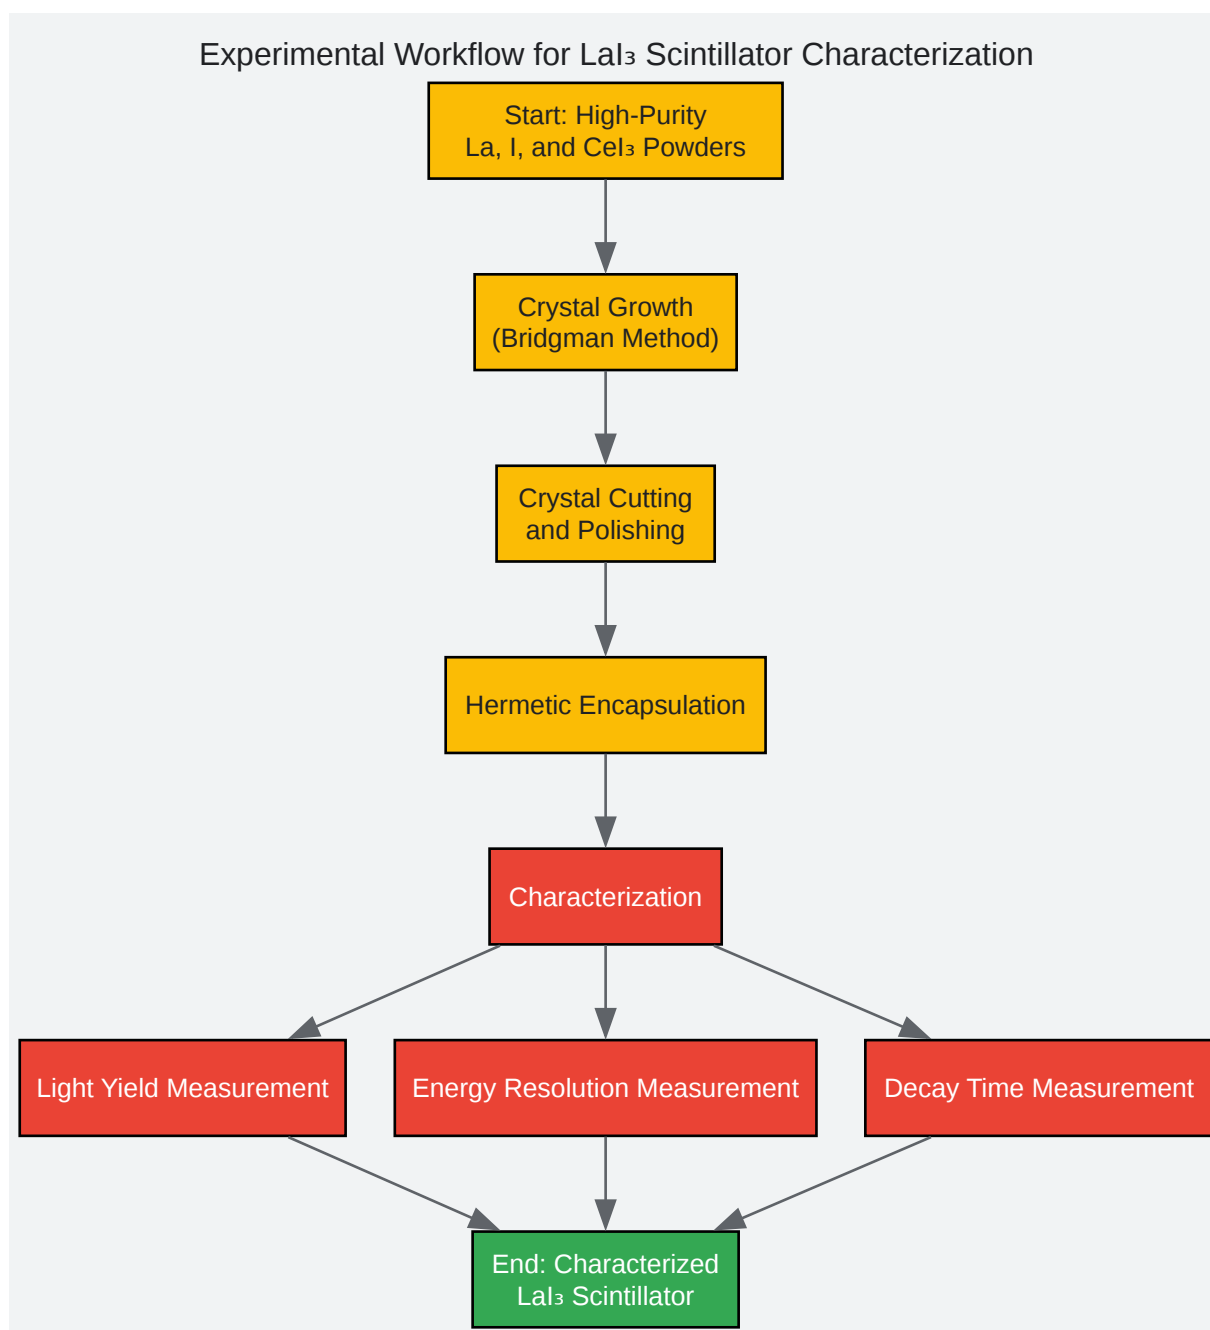 Experimental Workflow for LaI₃ Scintillator Characterization
Start: High-Purity
La, I, and CeI₃ Powders
Crystal Growth
(Bridgman Method)
Crystal Cutting
and Polishing
Hermetic Encapsulation
Characterization
Light Yield Measurement
Energy Resolution Measurement
Decay Time Measurement
End: Characterized
LaI₃ Scintillator